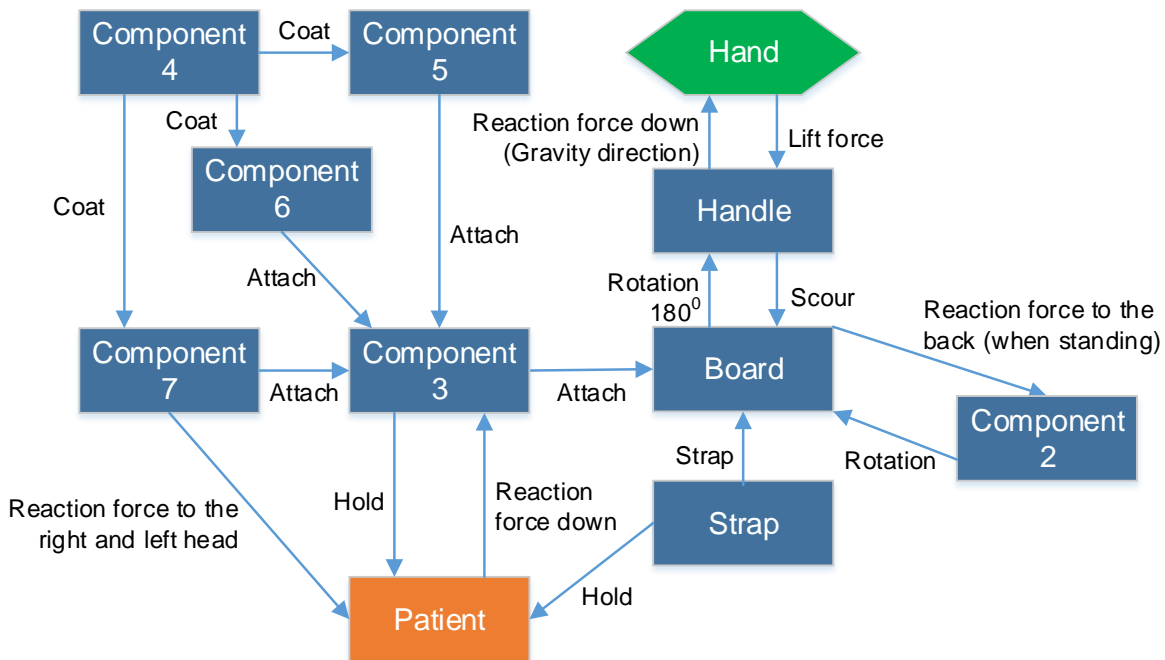 Component
4
Coat
Component
5
Hand
Coat
Reaction force down
(Gravity direction)
Lift force
Component
6
Coat
Handle
Attach
Attach
Rotation
180⁰
Scour
Reaction force to the
back (when standing)
Component
7
Attach
Component
3
Attach
Board
Component
2
Strap
Rotation
Reaction force to the
right and left head
Hold
Reaction
force down
Strap
Hold
Patient